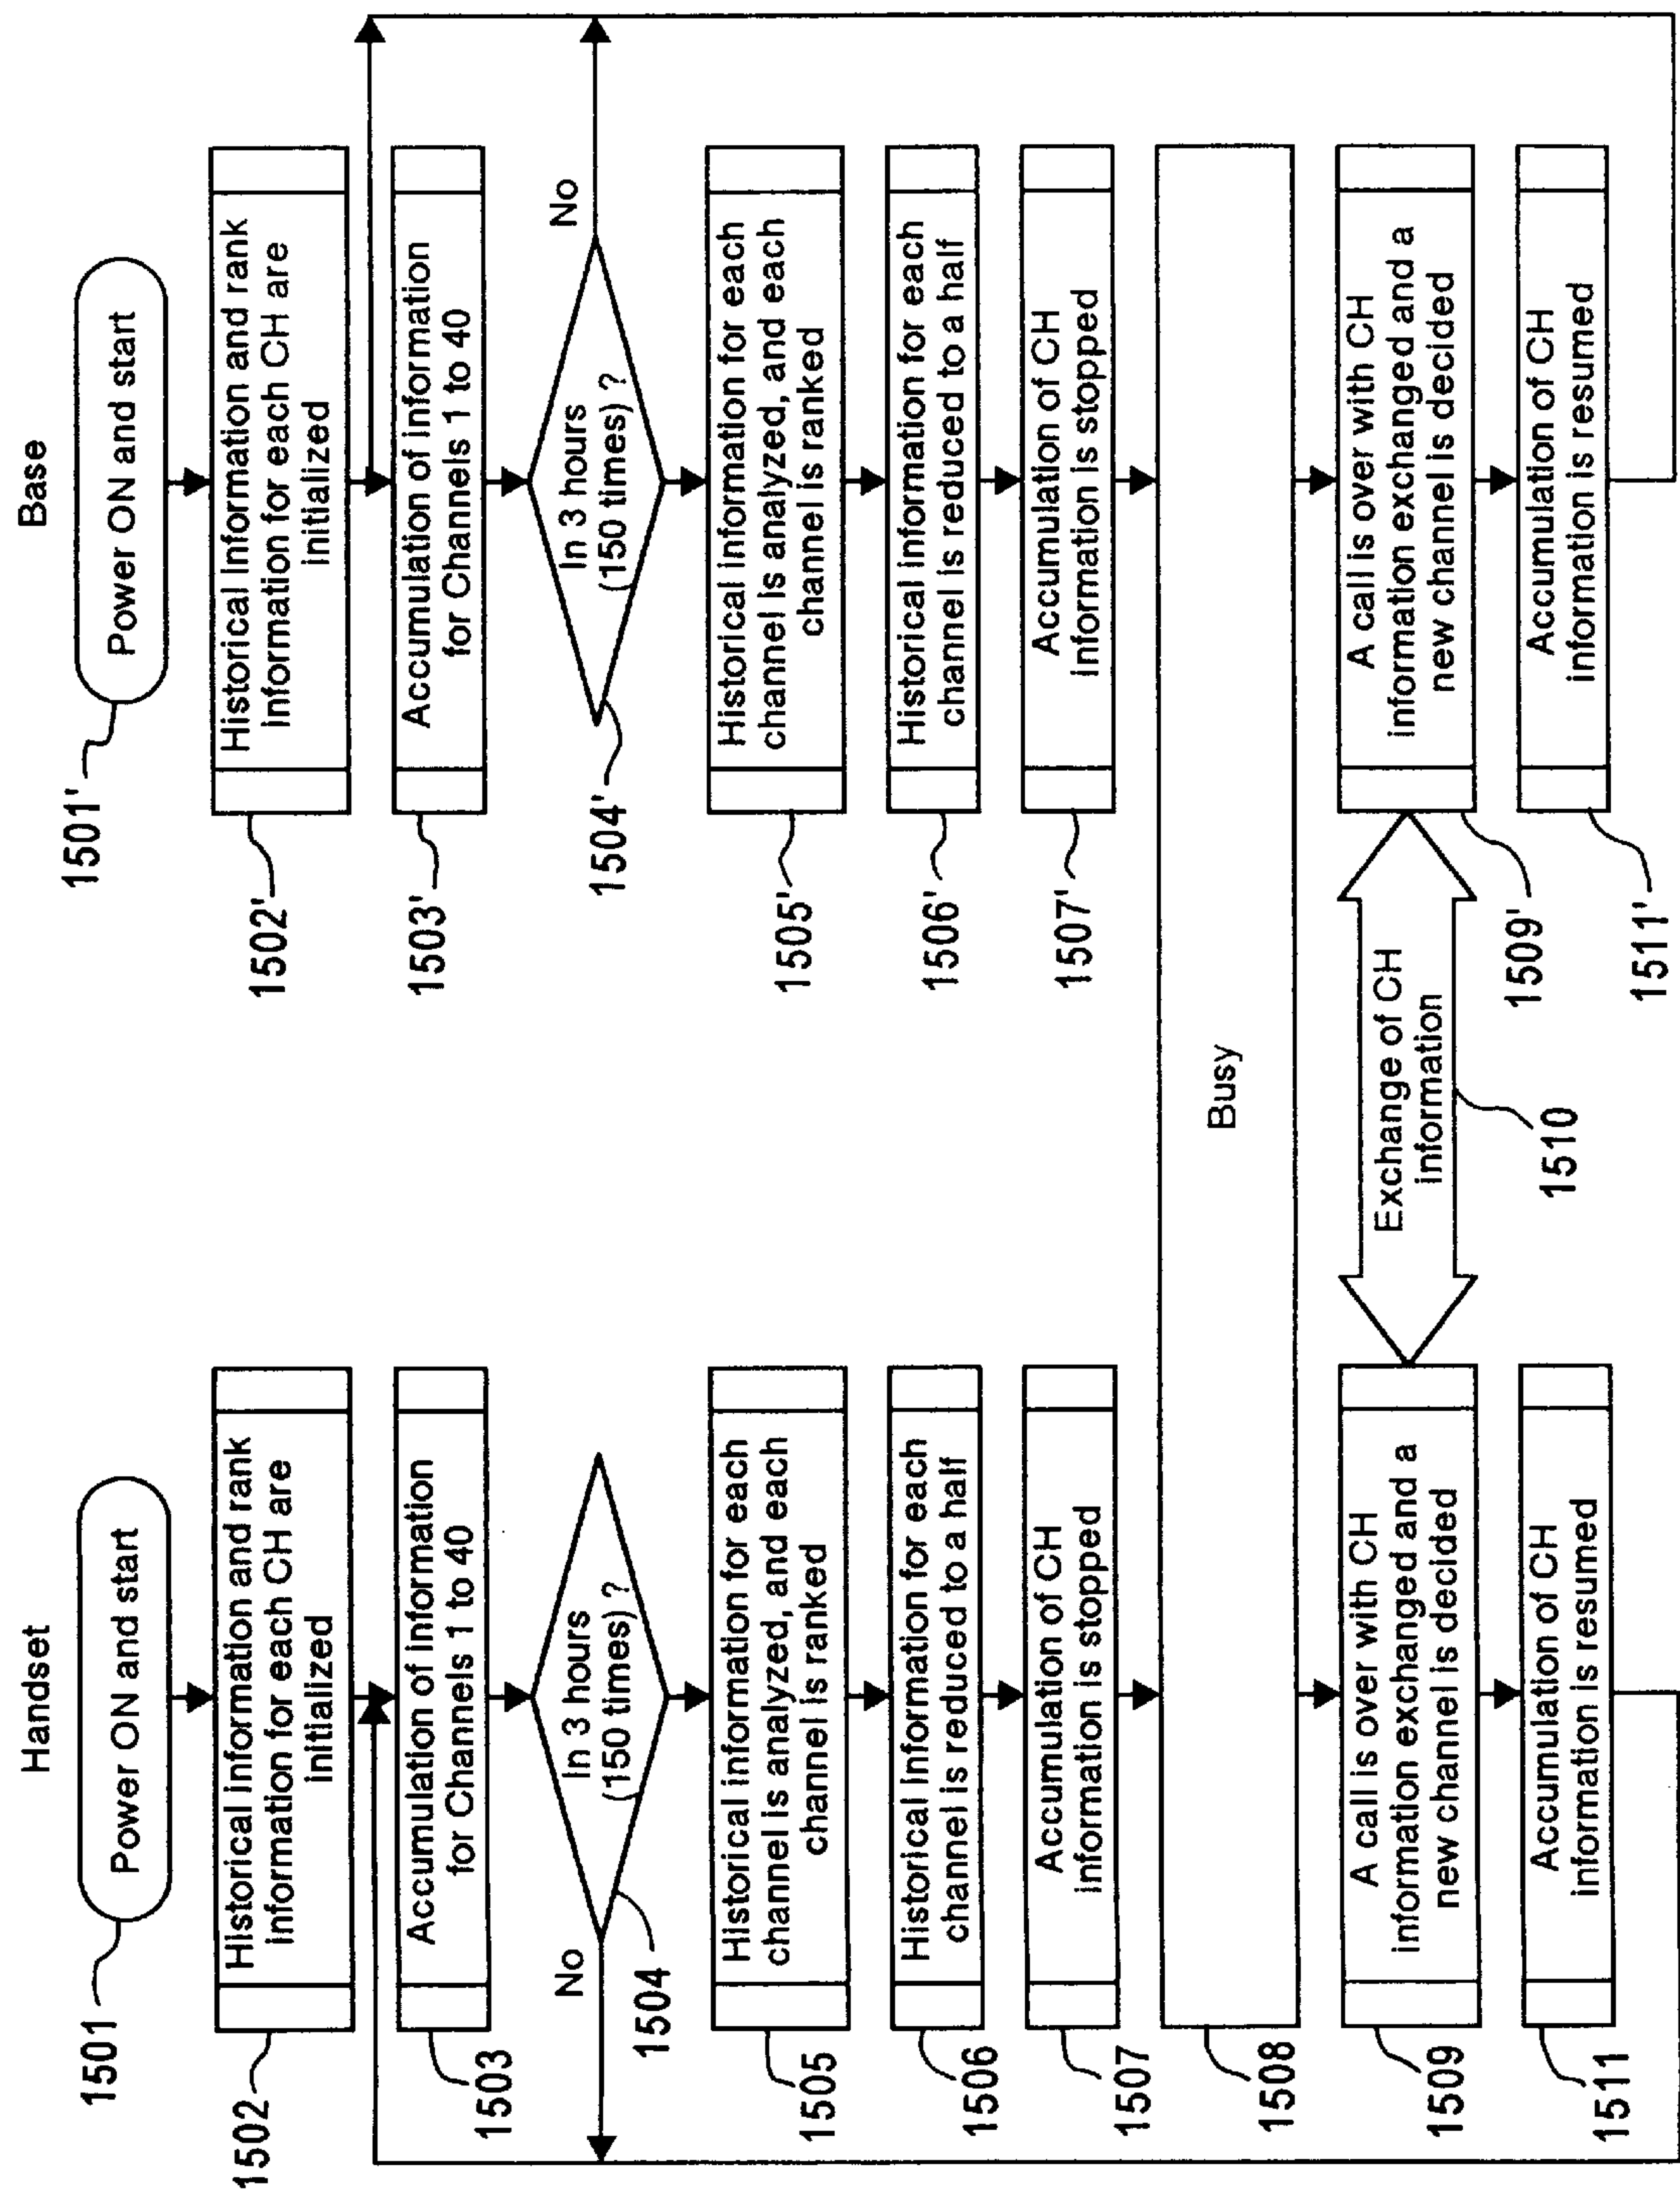 Handset
1501
Power ON and start
1502
Historical information and rank
information for each CH are
initialized
1503
Accumulation of information
for Channels 1 to 40
1504
In 3 hours
(150 times) ?
No
1505
Historical information for each
channel is analyzed, and each
channel is ranked
1506
Historical information for each
channel is reduced to a half
1507
Accumulation of CH
information is stopped
1508
Busy
1509
A call is over with CH
information exchanged and a
new channel is decided
1511
Accumulation of CH
information is resumed
Exchange of CH
information
1510
Base
1501'
Power ON and start
1502'
Historical information and rank
information for each CH are
initialized
1503'
Accumulation of information
for Channels 1 to 40
1504'
In 3 hours
(150 times) ?
No
1505'
Historical information for each
channel is analyzed, and each
channel is ranked
1506'
Historical information for each
channel is reduced to a half
1507'
Accumulation of CH
information is stopped
1509'
A call is over with CH
information exchanged and a
new channel is decided
1511'
Accumulation of CH
information is resumed